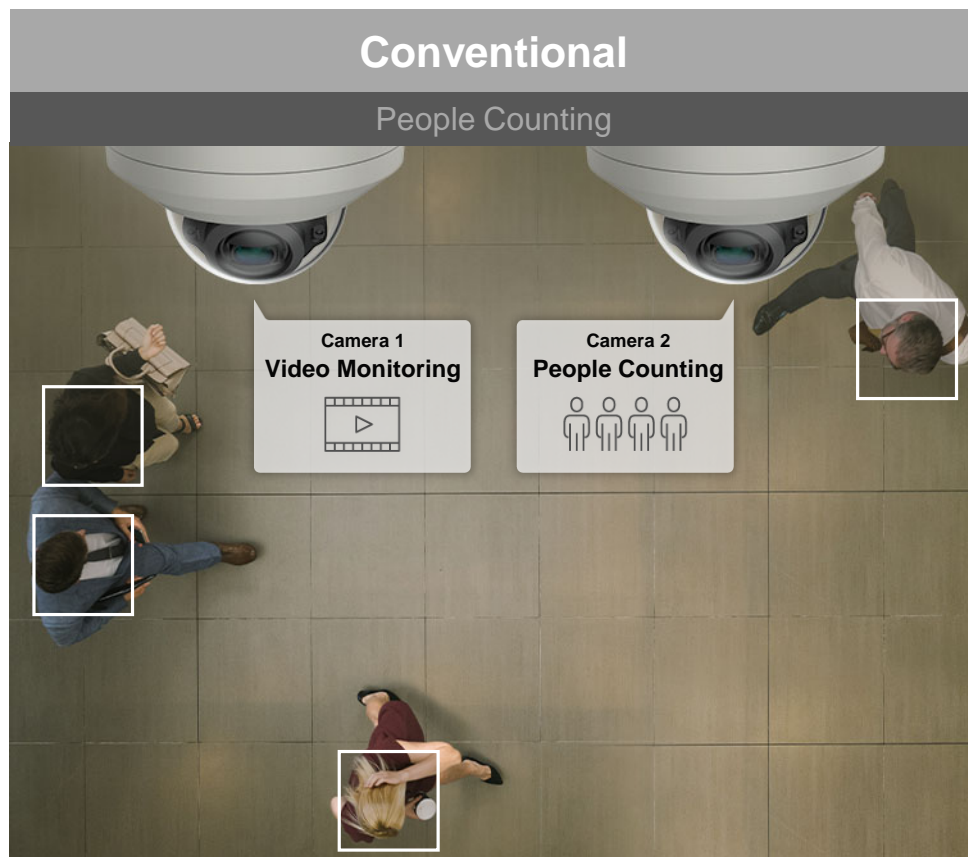 Conventional
People Counting
Camera 1
Video Monitoring
Camera 2
People Counting